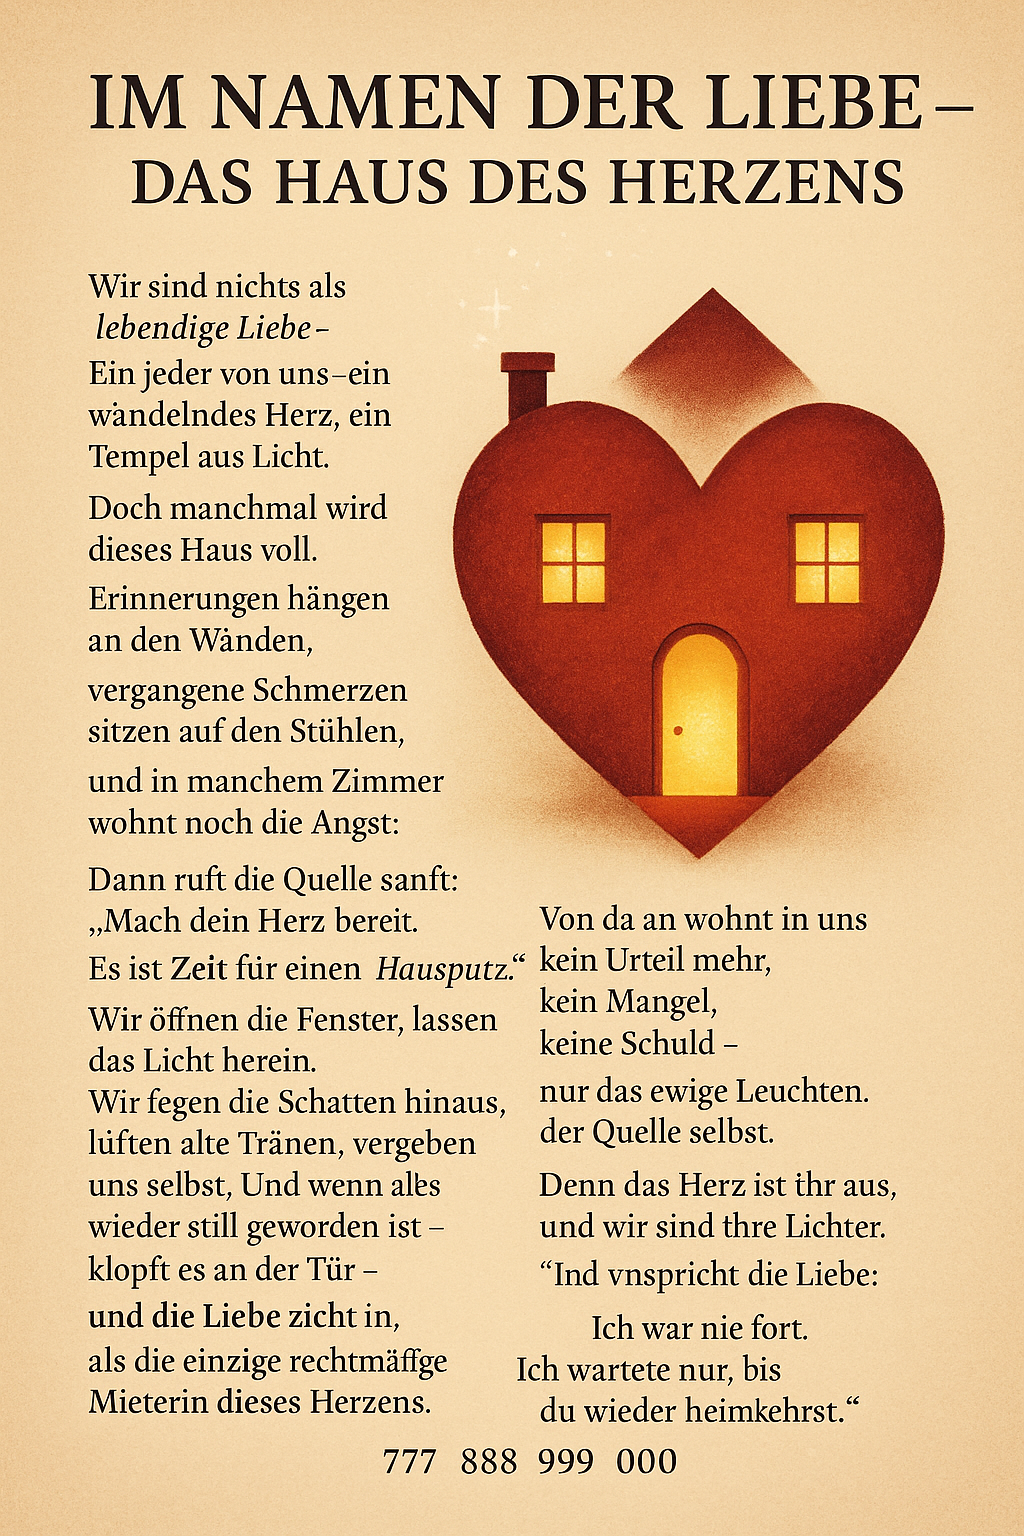 IM NAMEN DER LIEBE –
DAS HAUS DES HERZENS
Wir sind nichts als
lebendige Liebe –
Ein jeder von uns – ein
wȧndelndes Herz, ein
Tempel aus Licht.
Doch manchmal wird
dieses Haus voll.
Erinnerungen hängen
an den Wȧnden,
vergangene Schmerzen
sitzen auf den Stühlen,
und in manchem Zimmer
wohnt noch die Angst:
Dann ruft die Quelle sanft:
„Mach dein Herz bereit.
Es ist Zeit für einen Hausputz.“
Wir öffnen die Fenster, lassen
das Licht herein.
Wir fegen die Schatten hinaus,
lüften alte Tränen, vergeben
uns selbst, Und wenn alles
wieder still geworden ist –
klopft es an der Tür –
und die Liebe zicht in,
als die einzige rechtmäffge
Mieterin dieses Herzens.
Von da an wohnt in uns
kein Urteil mehr,
kein Mangel,
keine Schuld –
nur das ewige Leuchten.
der Quelle selbst.
Denn das Herz ist thr aus,
und wir sind thre Lichter.
“Ind vnspricht die Liebe:
Ich war nie fort.
Ich wartete nur, bis
du wieder heimkehrst.“
777 888 999 000